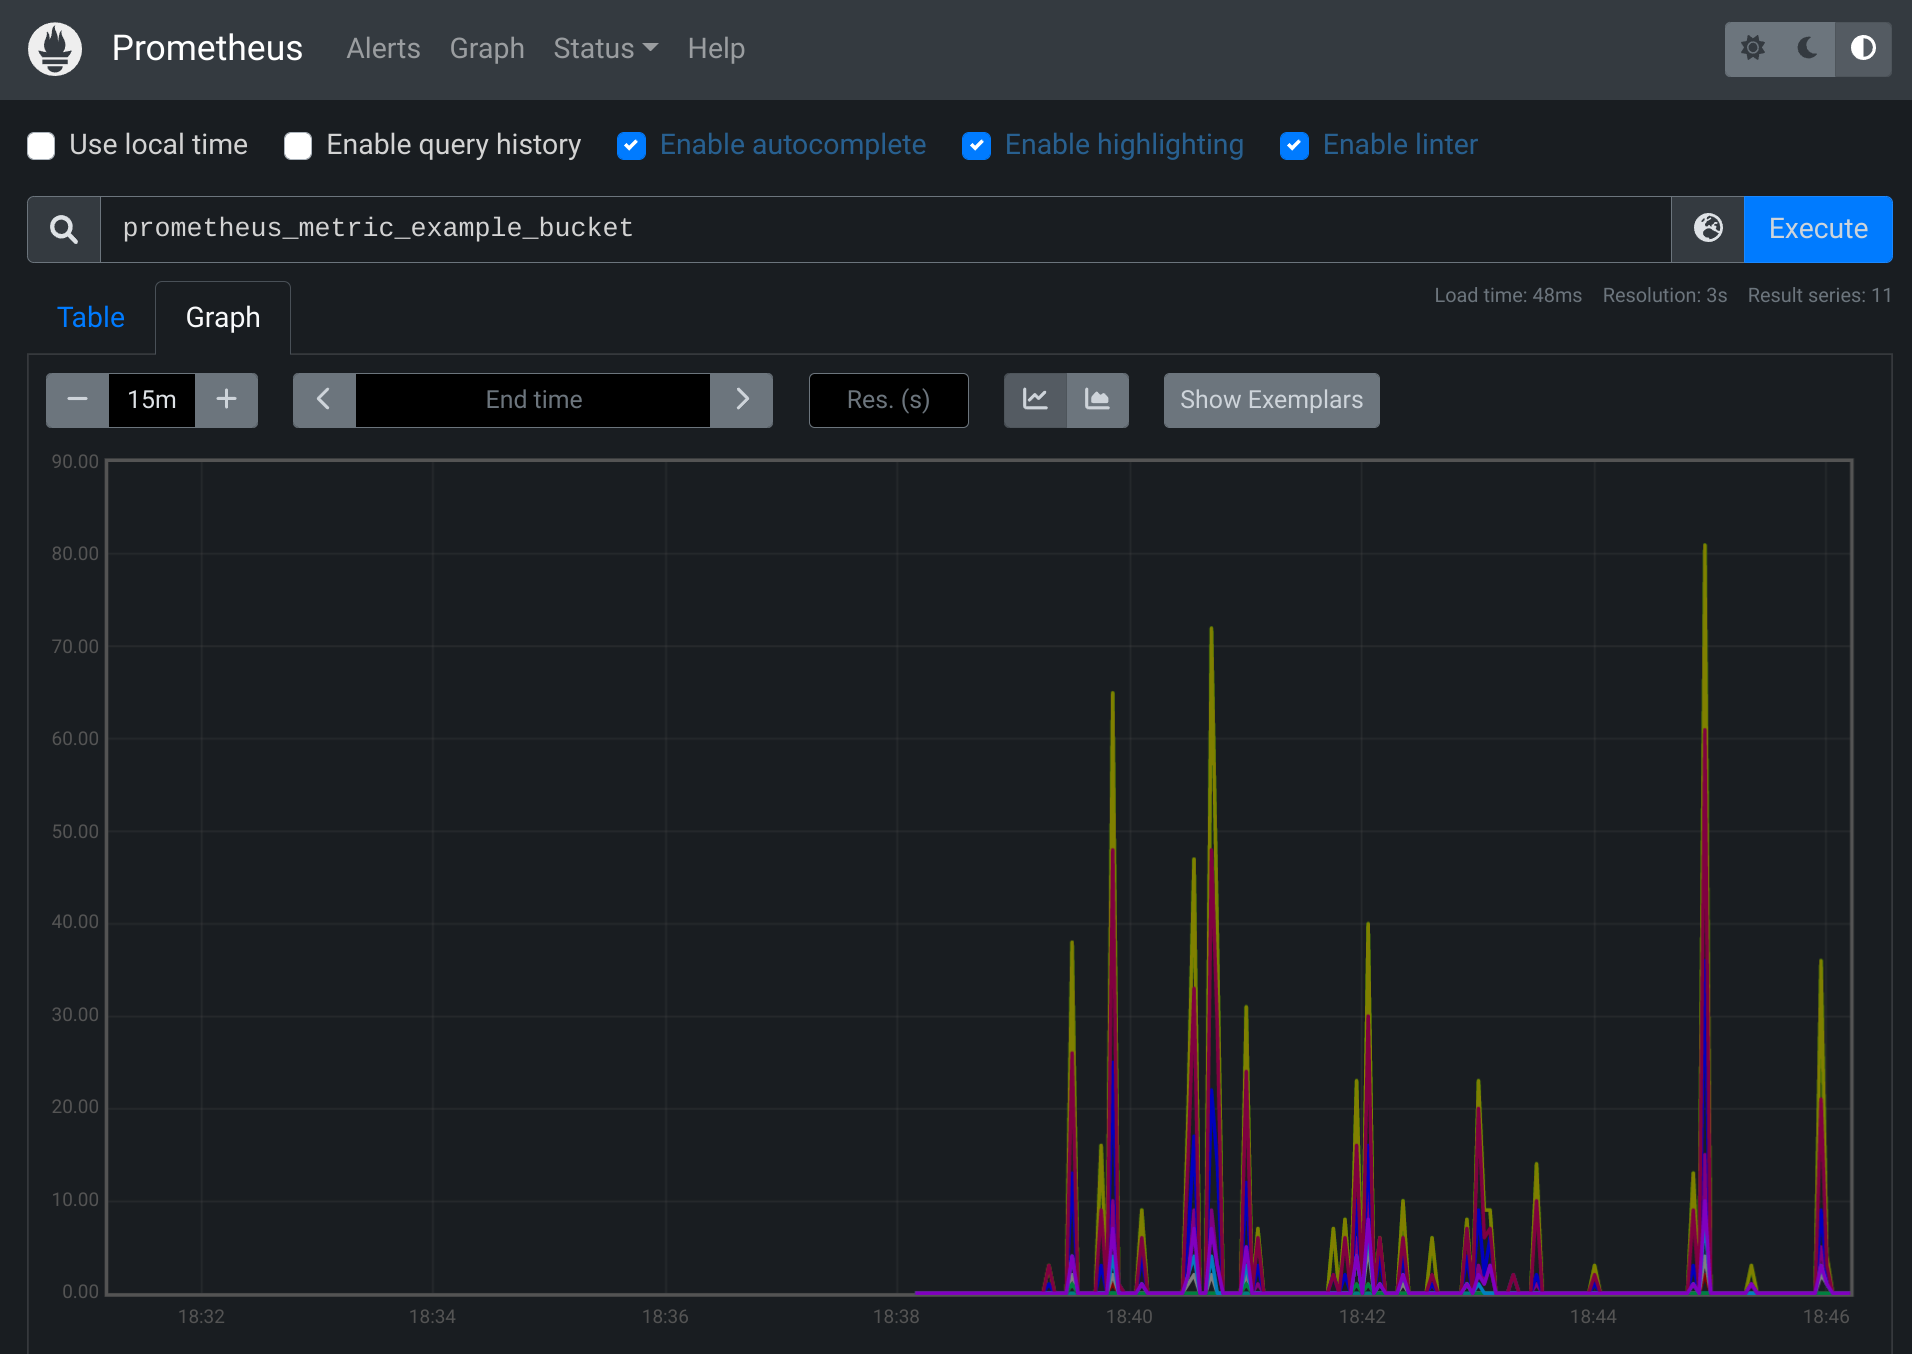 Prometheus Alerts Graph Status Help
Use local time Enable query history Enable autocomplete Enable highlighting Enable linter
prometheus_metric_example_bucket Execute
Load time: 48ms Resolution: 3s Result series: 11
Table Graph
15m End time Res. (s) Show Exemplars
90.00
80.00
70.00
60.00
50.00
40.00
30.00
20.00
10.00
0.00
18:32 18:34 18:36 18:38 18:40 18:42 18:44 18:46